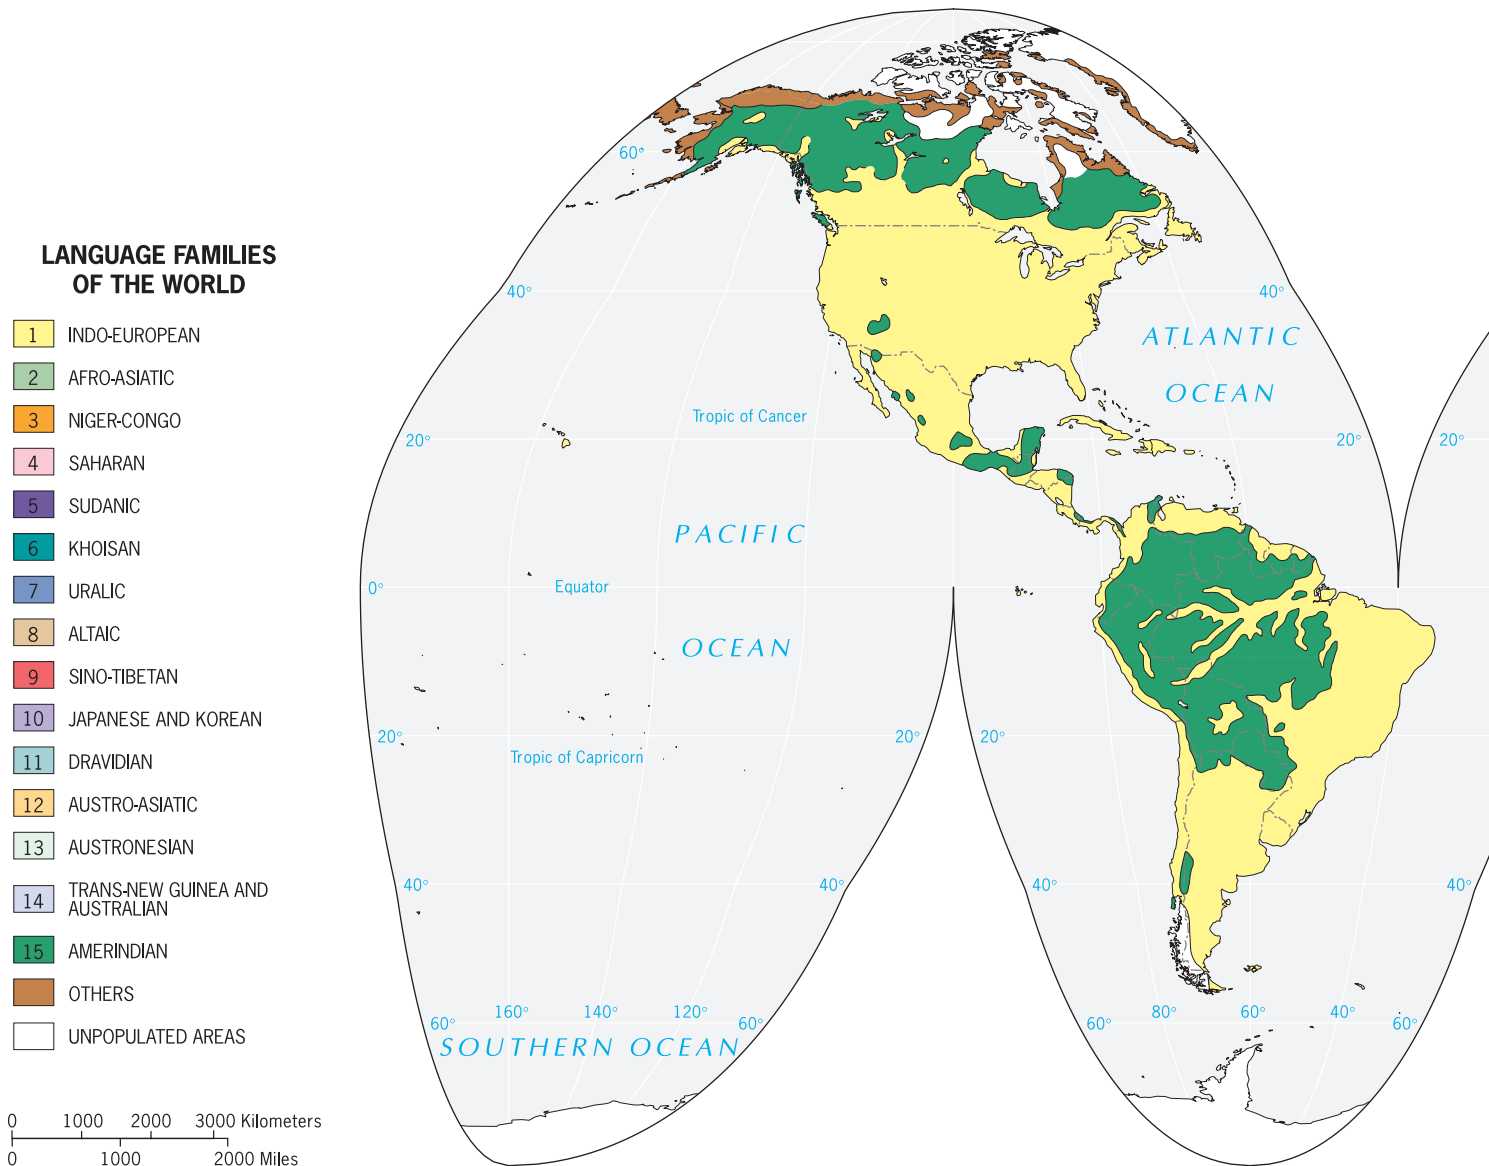 LANGUAGE FAMILIES
OF THE WORLD
1 INDO-EUROPEAN
2 AFRO-ASIATIC
3 NIGER-CONGO
4 SAHARAN
5 SUDANIC
6 KHOISAN
7 URALIC
8 ALTAIC
9 SINO-TIBETAN
10 JAPANESE AND KOREAN
11 DRAVIDIAN
12 AUSTRO-ASIATIC
13 AUSTRONESIAN
14 TRANS-NEW GUINEA AND
AUSTRALIAN
15 AMERINDIAN
OTHERS
UNPOPULATED AREAS
0 1000 2000 3000 Kilometers
0 1000 2000 Miles
60°
40° 40°
ATLANTIC
OCEAN
Tropic of Cancer
20° 20° 20°
PACIFIC
0° Equator
OCEAN
20° 20° 20°
Tropic of Capricorn
40° 40° 40° 40°
60° 160° 140° 120° 60° 60° 80° 60° 40° 60°
SOUTHERN OCEAN